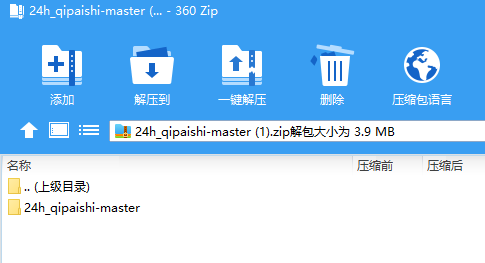 24h_qipaishi-master (... - 360 Zip
添加 解压到 一键解压 删除 压缩包语言
24h_qipaishi-master (1).zip解包大小为 3.9 MB
名称 压缩前 压缩后
.. (上级目录)
24h_qipaishi-master